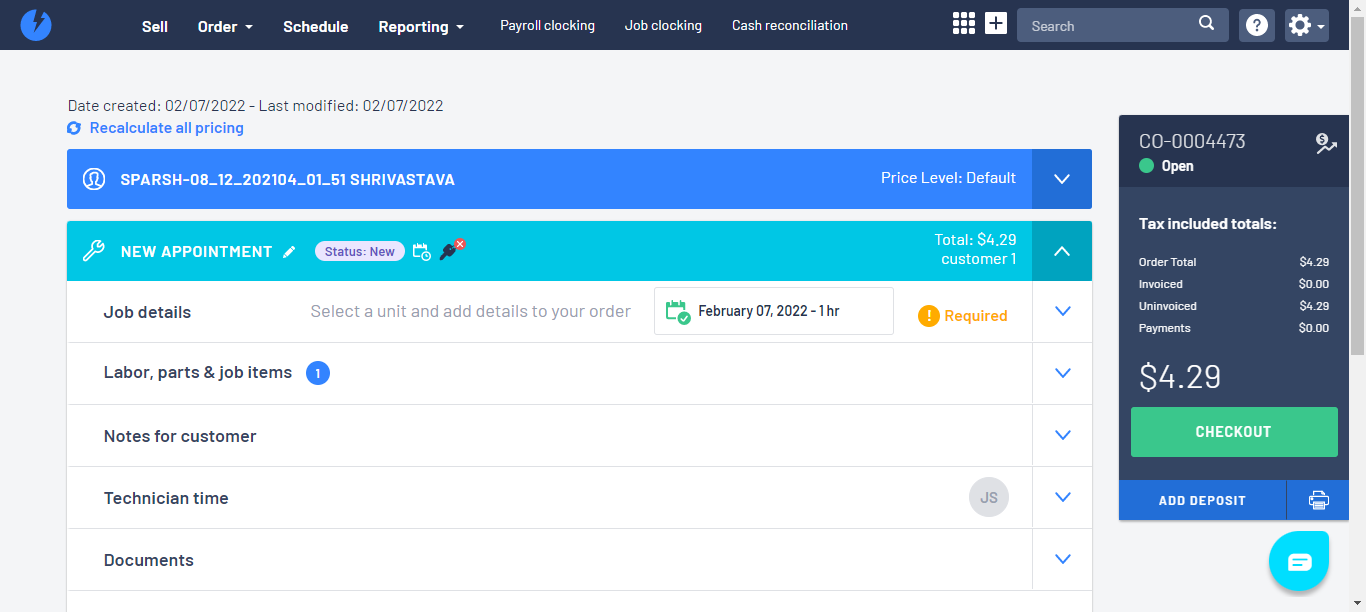 Sell
Order
Schedule
Reporting
Payroll clocking
Job clocking
Cash reconciliation
Search
Date created: 02/07/2022 - Last modified: 02/07/2022
Recalculate all pricing
SPARSH-08_12_202104_01_51 SHRIVASTAVA
Price Level: Default
NEW APPOINTMENT
Status: New
Total: $4.29
customer 1
Job details
Select a unit and add details to your order
February 07, 2022 - 1 hr
Required
Labor, parts & job items
1
Notes for customer
Technician time
JS
Documents
CO-0004473
Open
Tax included totals:
Order Total $4.29
Invoiced $0.00
Uninvoiced $4.29
Payments $0.00
$4.29
CHECKOUT
ADD DEPOSIT